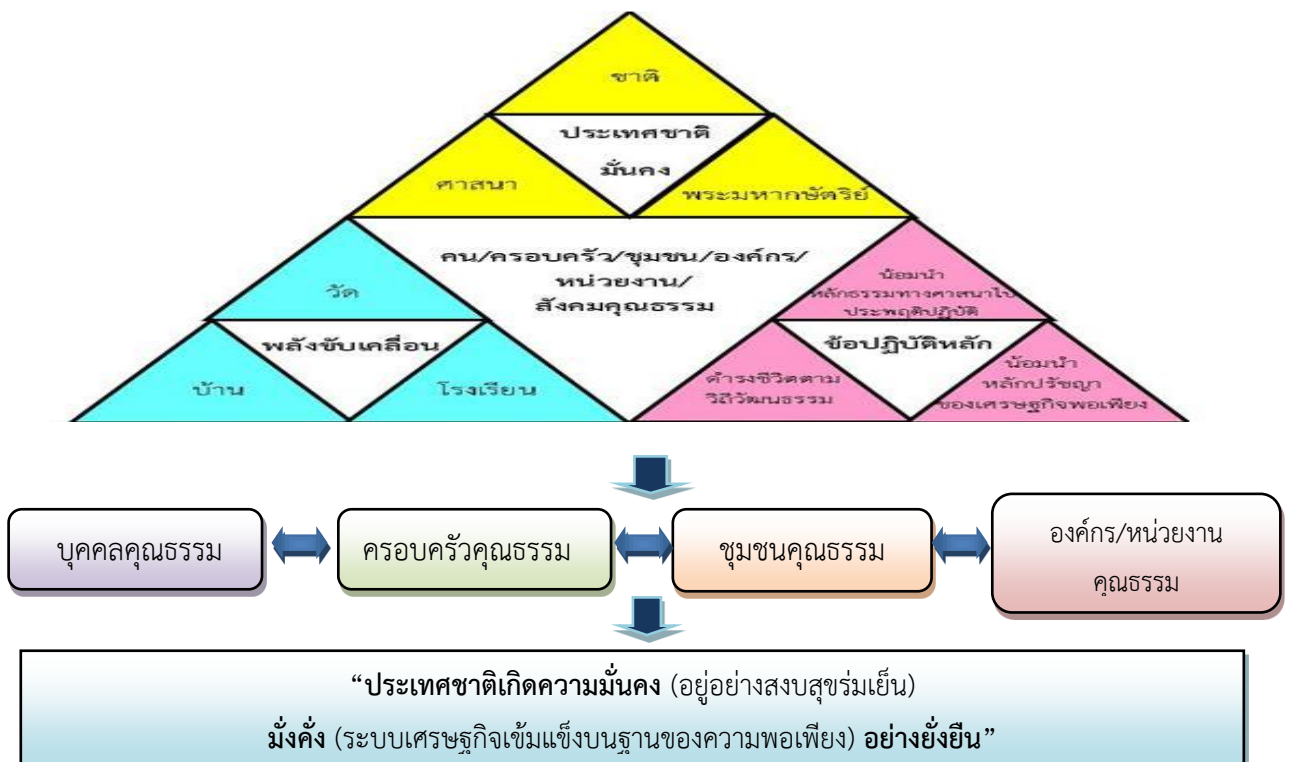 ชาติ
ประเทศชาติ
มั่นคง
ศาสนา
พระมหากษัตริย์
คน/ครอบครัว/ชุมชน/องค์กร/
หน่วยงาน/
สังคมคุณธรรม
วัด
น้อมนำ
หลักธรรมทางศาสนาไป
ประพฤติปฏิบัติ
พลังขับเคลื่อน
ข้อปฏิบัติหลัก
บ้าน
โรงเรียน
ดำรงชีวิตตาม
วิถีวัฒนธรรม
น้อมนำ
หลักปรัชญา
ของเศรษฐกิจพอเพียง
บุคคลคุณธรรม
ครอบครัวคุณธรรม
ชุมชนคุณธรรม
องค์กร/หน่วยงาน
คุณธรรม
“ประเทศชาติเกิดความมั่นคง (อยู่อย่างสงบสุขร่มเย็น)
มั่งคั่ง (ระบบเศรษฐกิจเข้มแข็งบนฐานของความพอเพียง) อย่างยั่งยืน”